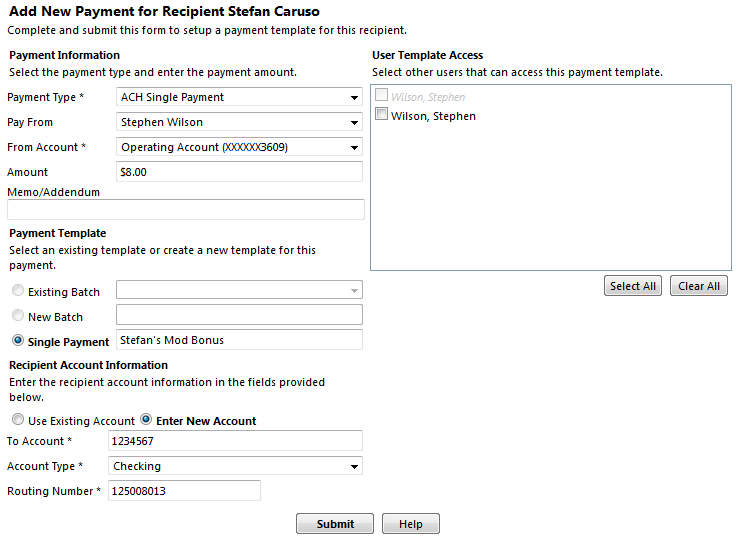 Add New Payment for Recipient Stefan Caruso
Complete and submit this form to setup a payment template for this recipient.
Payment Information
Select the payment type and enter the payment amount.
Payment Type * ACH Single Payment
Pay From Stephen Wilson
From Account * Operating Account (XXXXXX3609)
Amount $8.00
Memo/Addendum
Payment Template
Select an existing template or create a new template for this
payment.
Existing Batch
New Batch
Single Payment Stefan's Mod Bonus
Recipient Account Information
Enter the recipient account information in the fields provided
below.
Use Existing Account Enter New Account
To Account * 1234567
Account Type * Checking
Routing Number * 125008013
User Template Access
Select other users that can access this payment template.
Wilson, Stephen
Wilson, Stephen
Select All Clear All
Submit Help